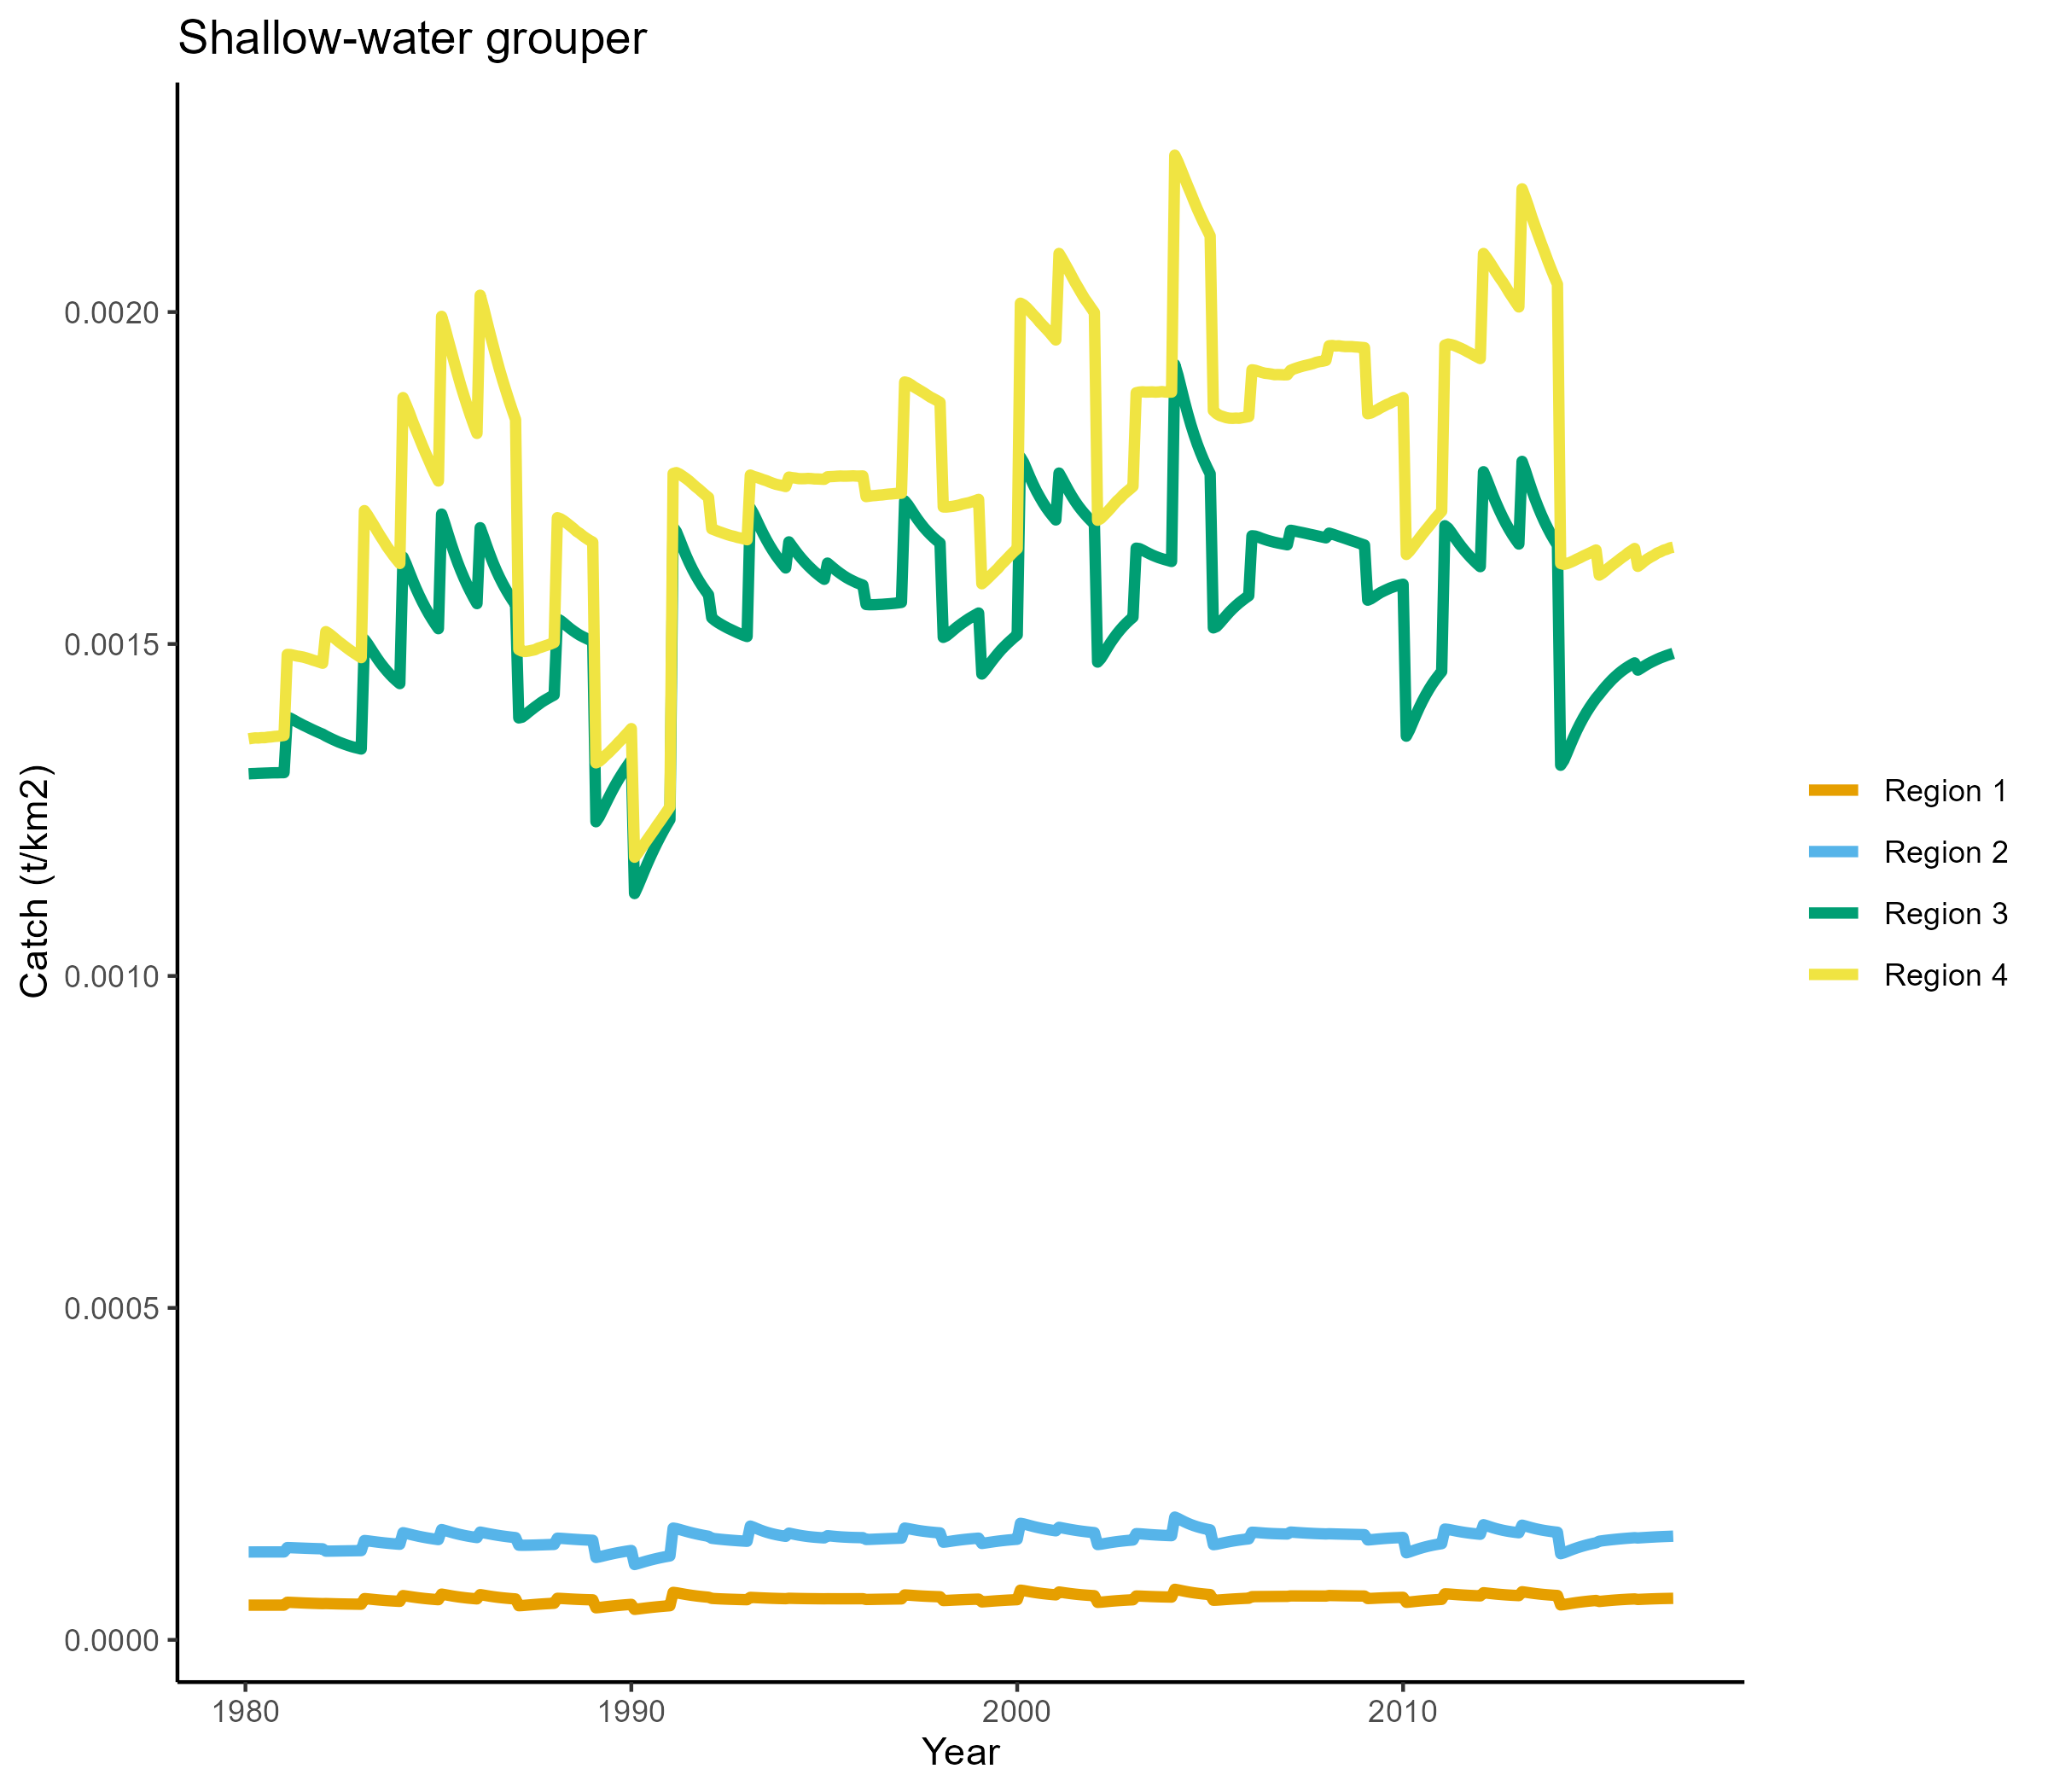 Shallow-water grouper
Catch (t/km2)
0.0020
0.0015
0.0010
0.0005
0.0000
1980 1990 2000 2010
Year
Region 1
Region 2
Region 3
Region 4